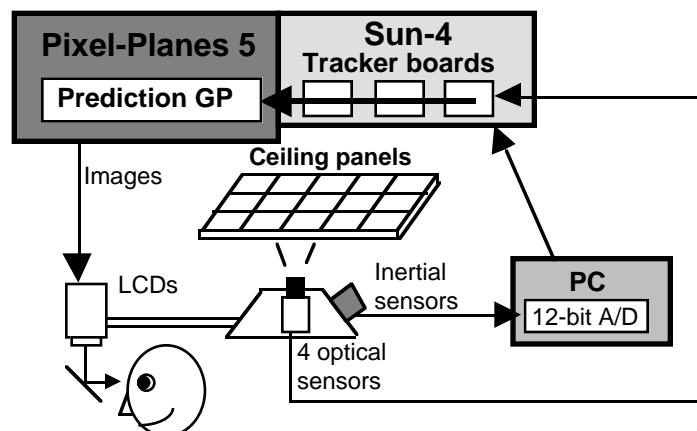 Pixel-Planes 5
Prediction GP
Sun-4
Tracker boards
Images
Ceiling panels
LCDs
Inertial
sensors
PC
12-bit A/D
4 optical
sensors